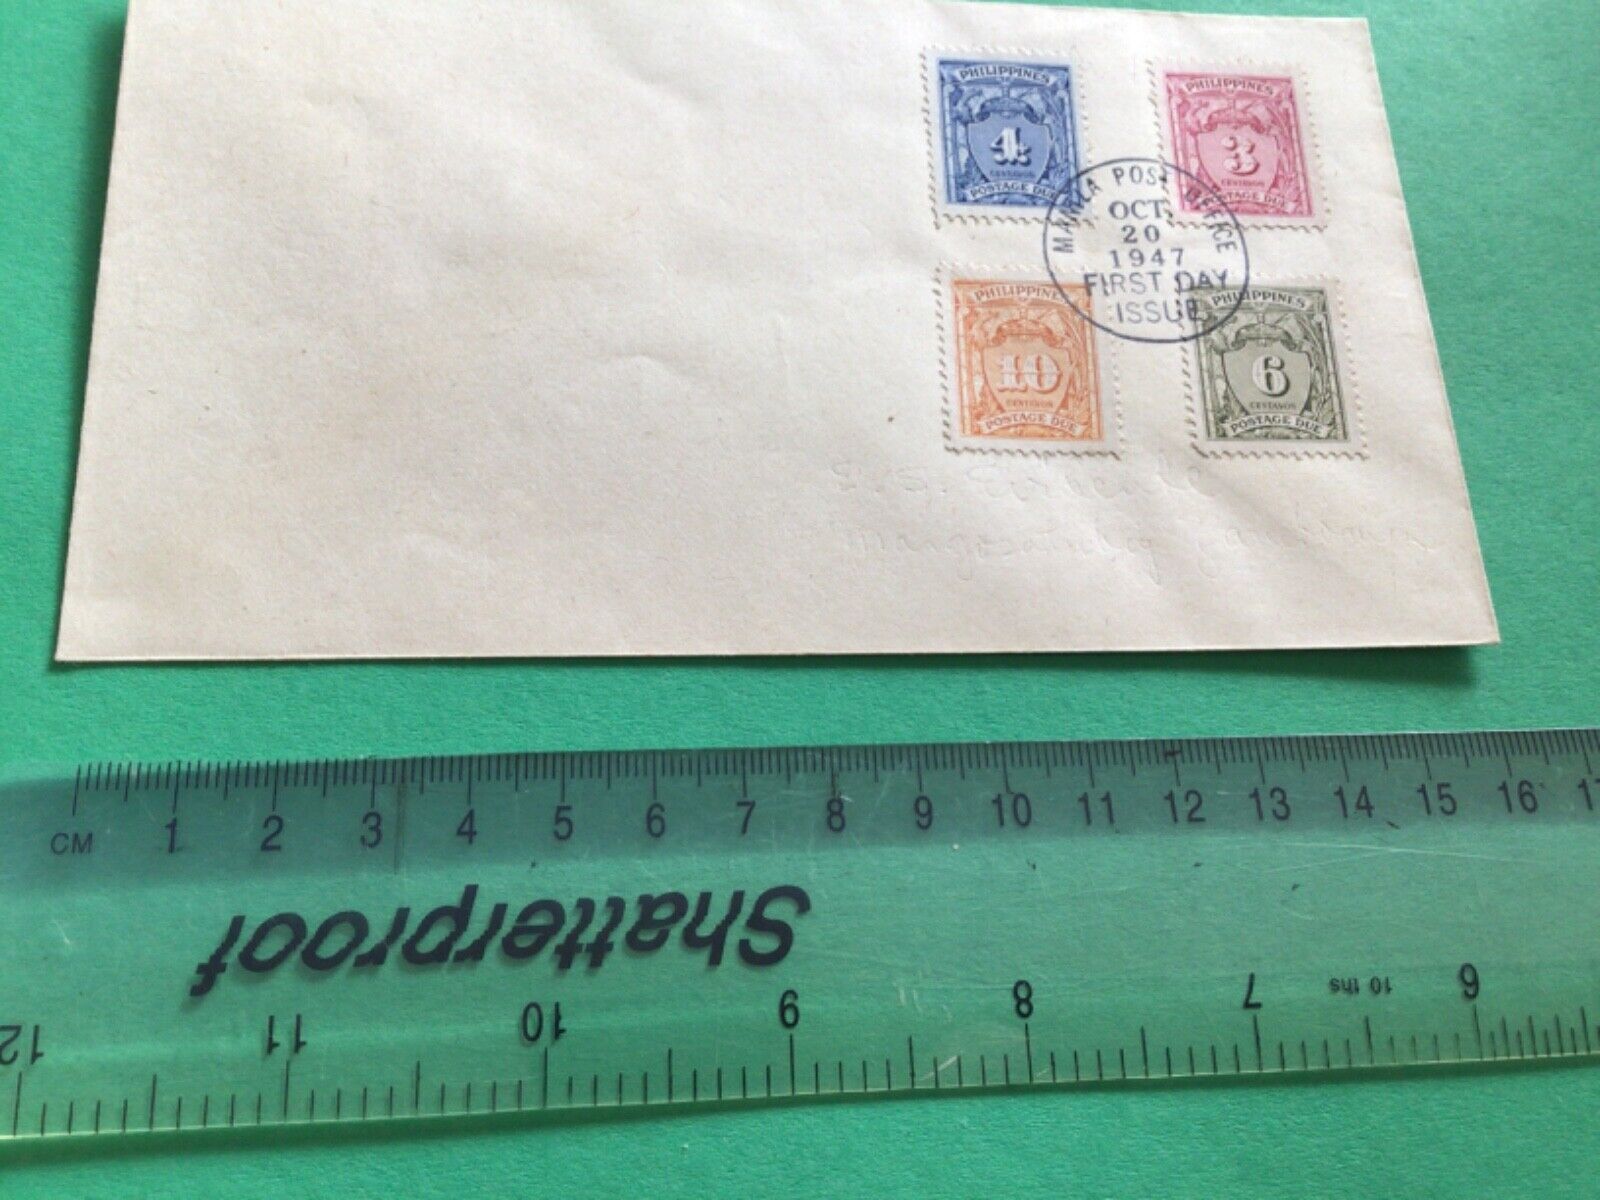 PHILIPPINES
4
CENTAVOS
POSTAGE DUE
PHILIPPINES
3
CENTAVOS
POSTAGE DUE
MANILA POST OFFICE
OCT
20
1947
FIRST DAY
ISSUE
PHILIPPINES
10
CENTAVOS
POSTAGE DUE
PHILIPPINES
6
CENTAVOS
POSTAGE DUE
CM 1 2 3 4 5 6 7 8 9 10 11 12 13 14 15 16 17
Shatterproof
12 11 10 9 8 7 10 ths 6